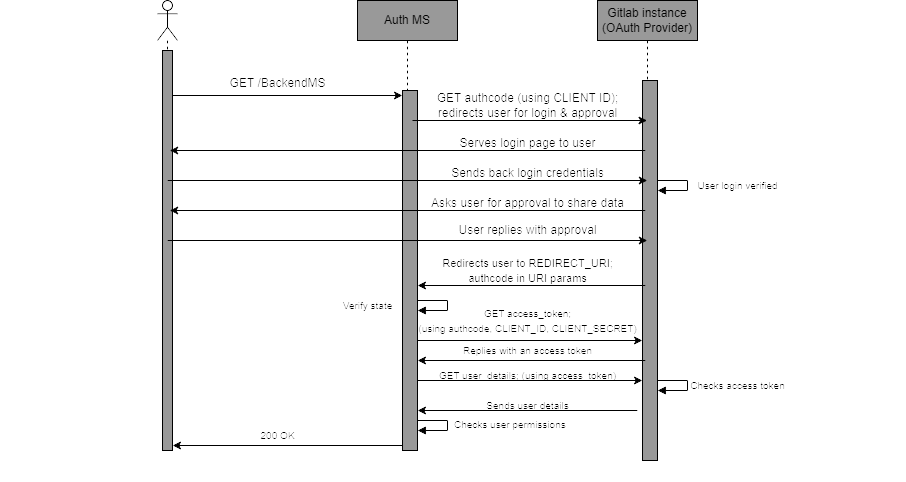 Auth MS
Gitlab instance
(OAuth Provider)
GET /BackendMS
GET authcode (using CLIENT ID);
redirects user for login & approval
Serves login page to user
Sends back login credentials
User login verified
Asks user for approval to share data
User replies with approval
Redirects user to REDIRECT_URI;
authcode in URI params
Verify state
GET access_token;
(using authcode, CLIENT_ID, CLIENT_SECRET)
Replies with an access token
GET user_details; (using access_token)
Checks access token
Sends user details
Checks user permissions
200 OK